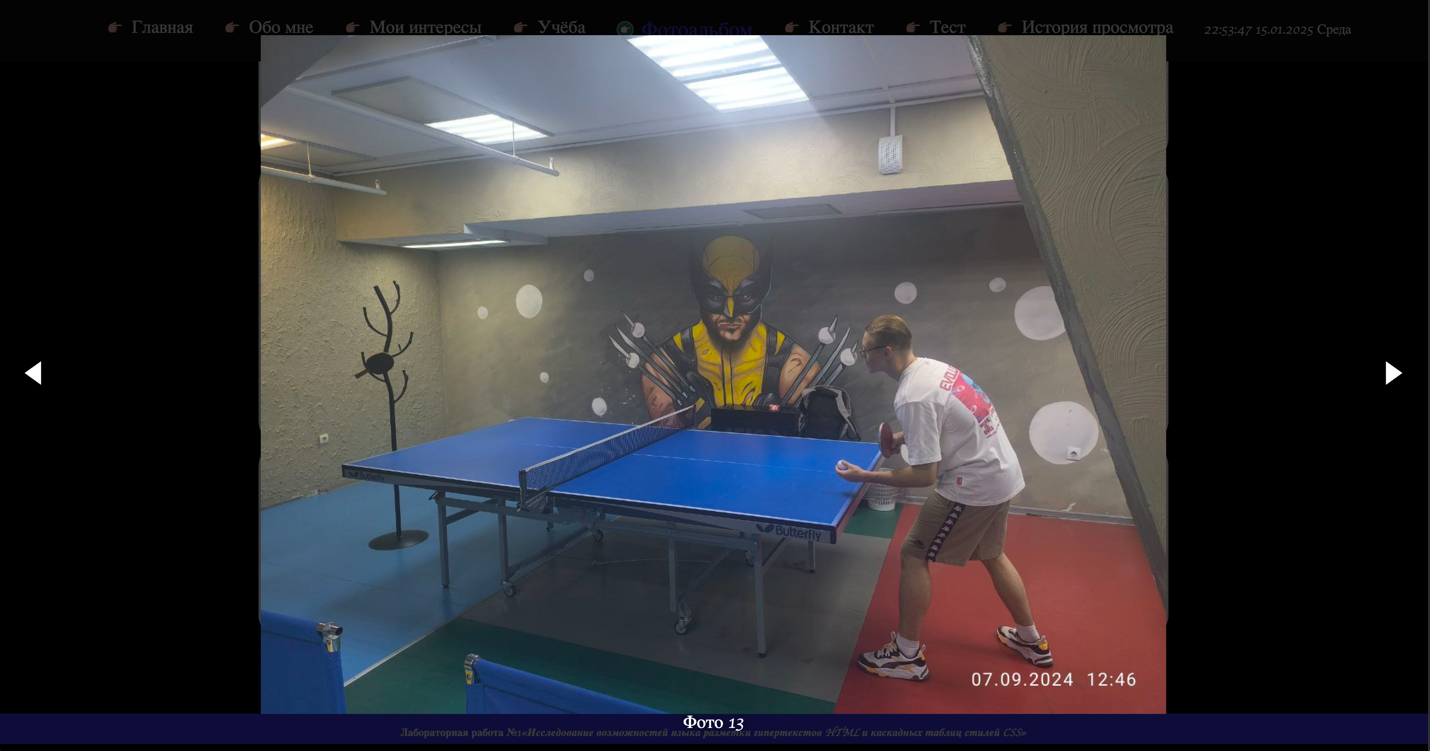 Главная Обо мне Мои интересы Учёба Фотоальбом Контакт Тест История просмотра 22:53:47 15.01.2025 Среда
Butterfly
07.09.2024 12:46
Фото 13
Лабораторная работа №1«Исследование возможностей языка разметки гипертекстов HTML и каскадных таблиц стилей CSS»